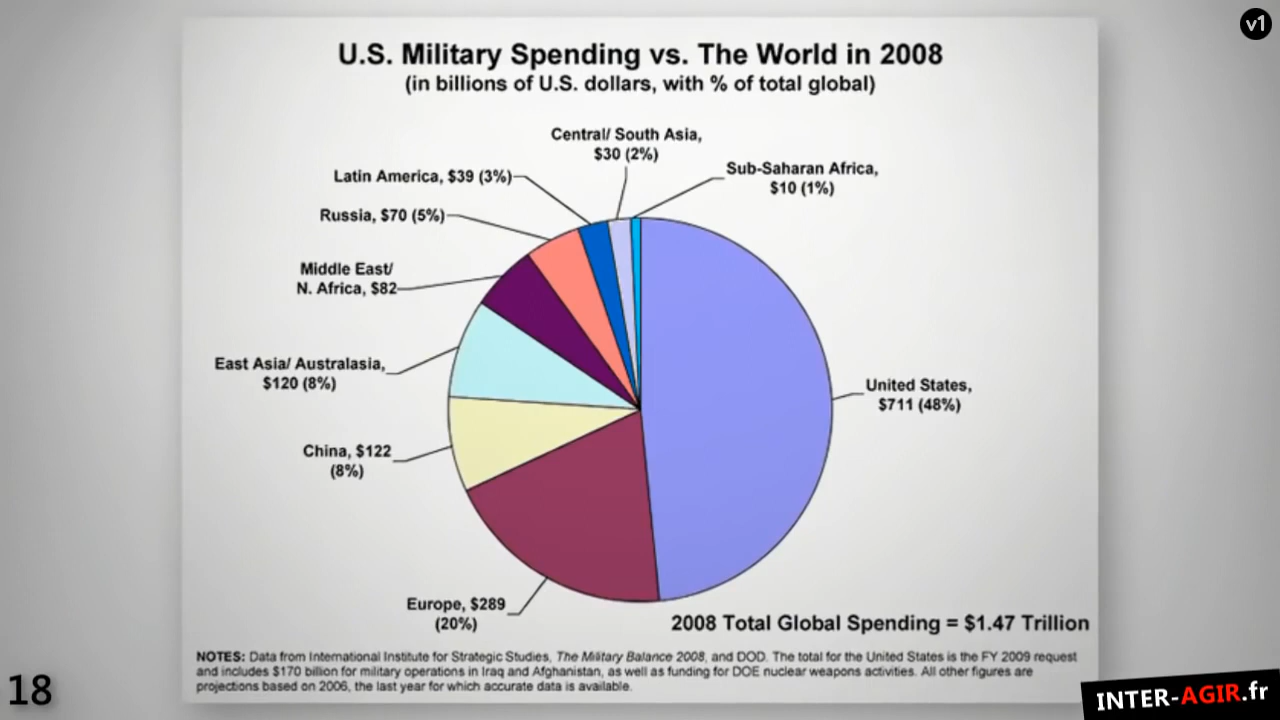 v1
U.S. Military Spending vs. The World in 2008
(in billions of U.S. dollars, with % of total global)
Central/ South Asia,
$30 (2%)
Sub-Saharan Africa,
$10 (1%)
Latin America, $39 (3%)
Russia, $70 (5%)
Middle East/
N. Africa, $82
East Asia/ Australasia,
$120 (8%)
United States,
$711 (48%)
China, $122
(8%)
Europe, $289
(20%)
2008 Total Global Spending = $1.47 Trillion
NOTES: Data from International Institute for Strategic Studies, The Military Balance 2008, and DOD. The total for the United States is the FY 2009 request
and includes $170 billion for military operations in Iraq and Afghanistan, as well as funding for DOE nuclear weapons activities. All other figures are
projections based on 2006, the last year for which accurate data is available.
18
INTER-AGIR.fr